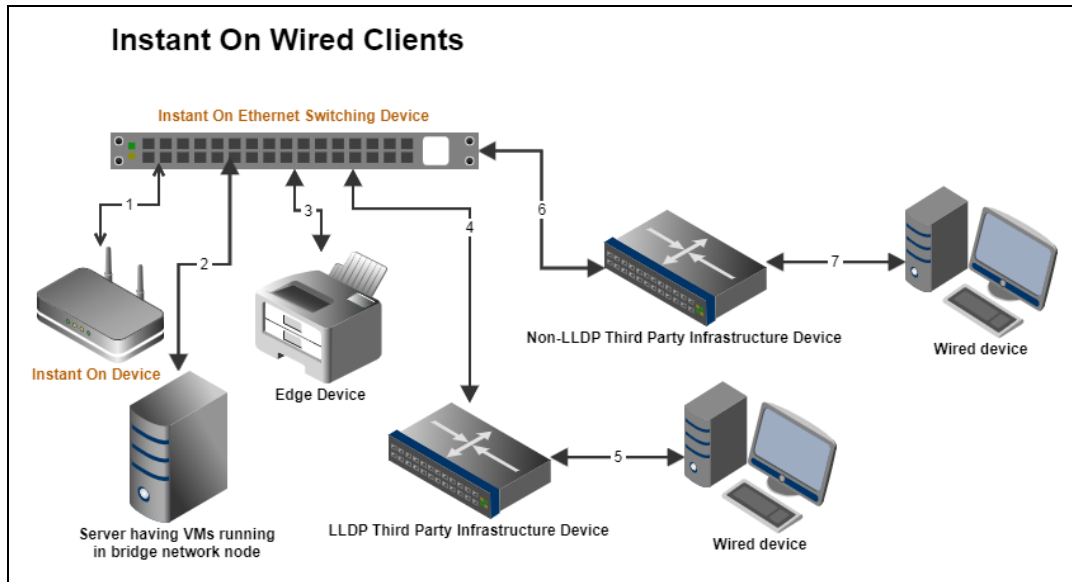 Instant On Wired Clients
Instant On Ethernet Switching Device
1
2
3
4
6
7
Non-LLDP Third Party Infrastructure Device
Wired device
Instant On Device
Edge Device
5
Server having VMs running
in bridge network node
LLDP Third Party Infrastructure Device
Wired device